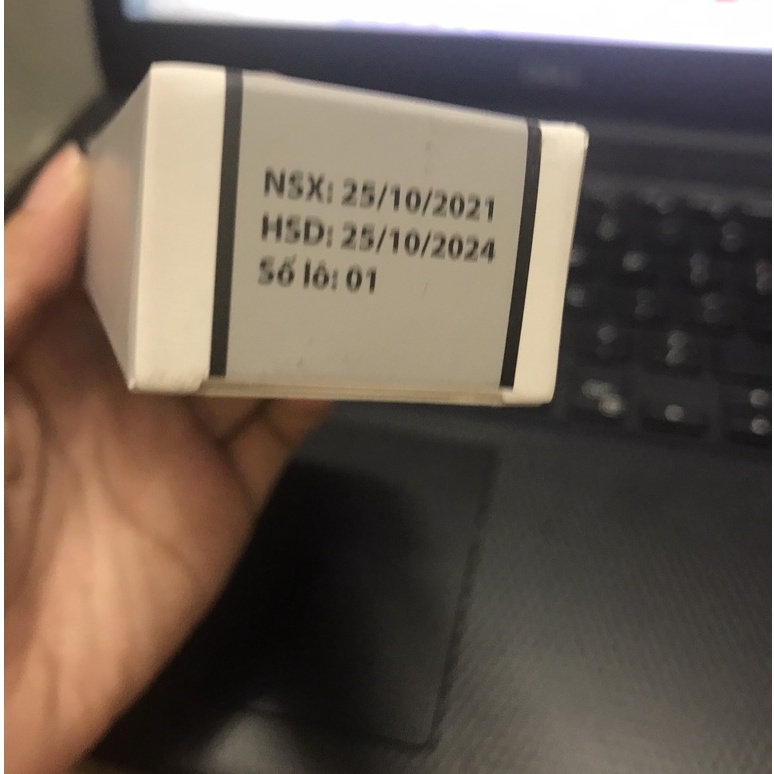 NSX: 25/10/2021
HSD: 25/10/2024
Số lô: 01